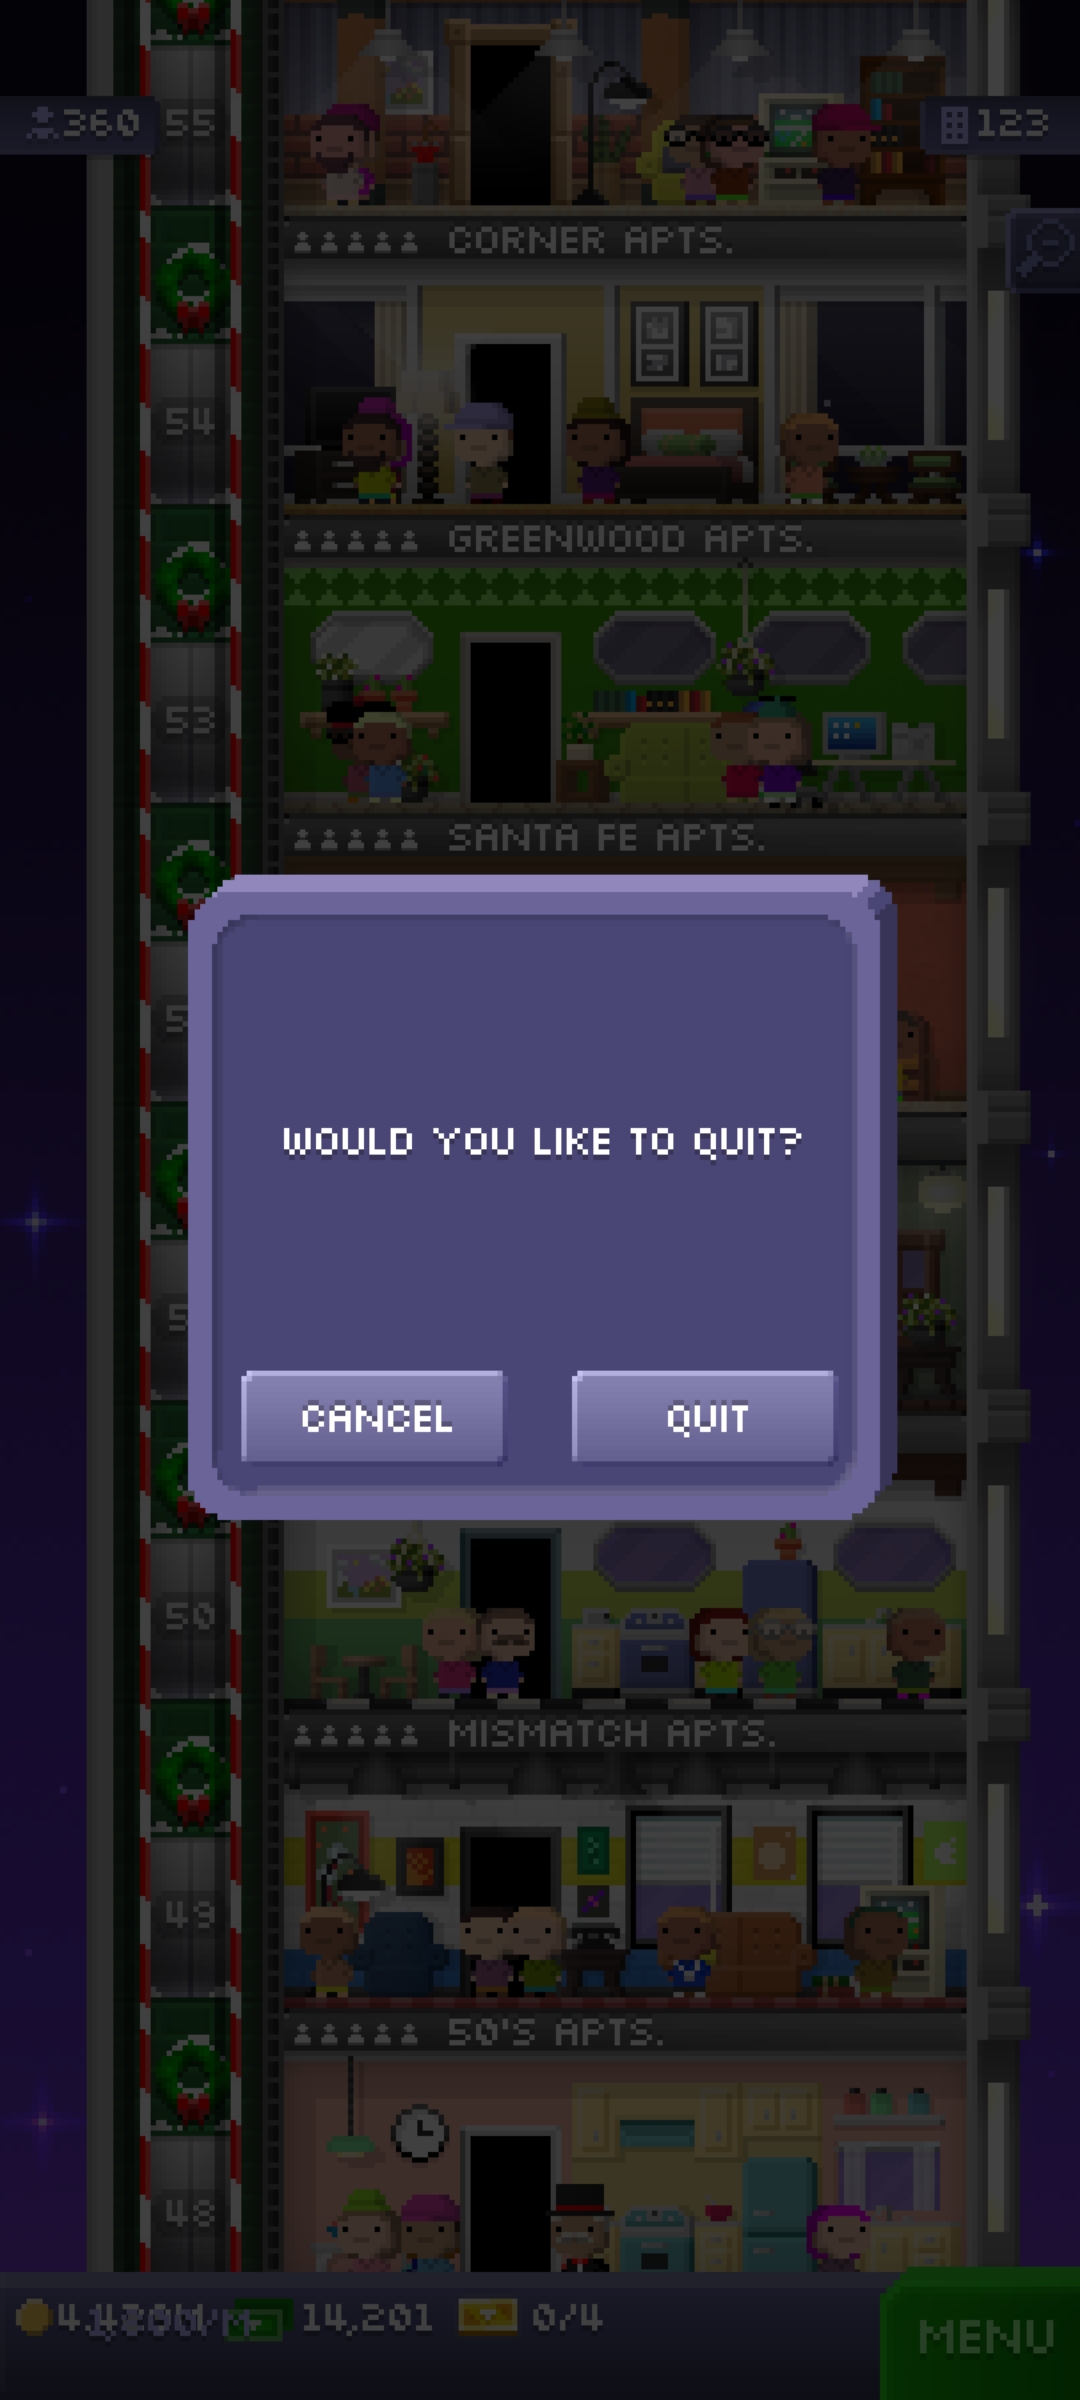 360
55
123
CORNER APTS.
54
GREENWOOD APTS.
53
SANTA FE APTS.
WOULD YOU LIKE TO QUIT?
CANCEL
QUIT
50
MISMATCH APTS.
49
50'S APTS.
48
14,201
0/4
MENU